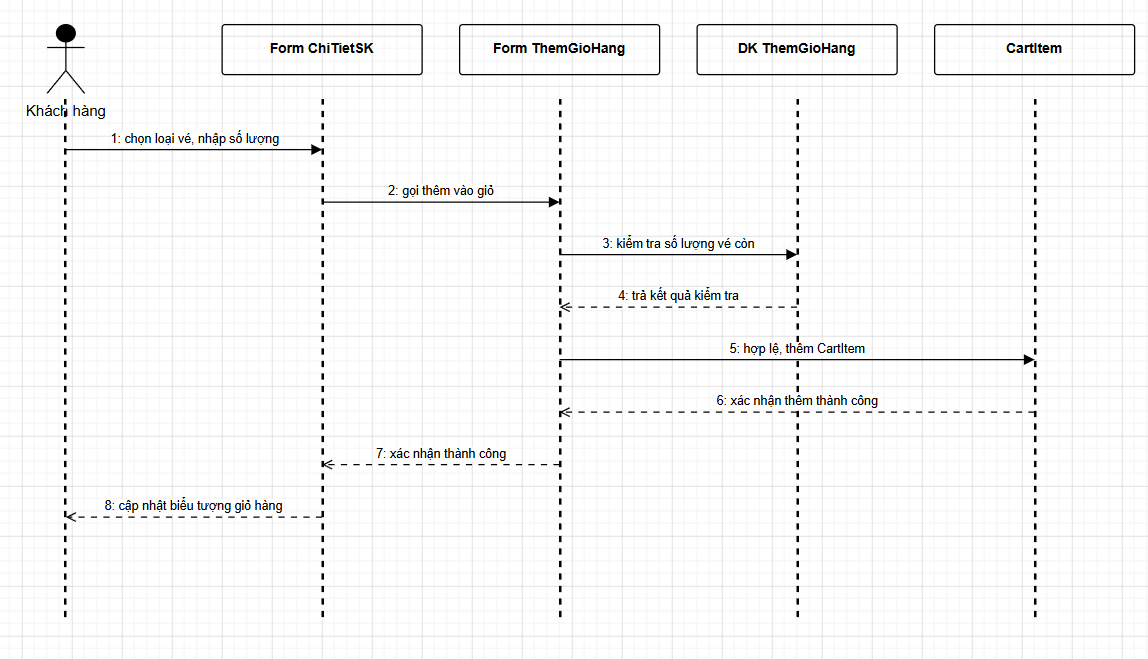 Form ChiTietSK
Form ThemGioHang
DK ThemGioHang
CartItem
Khách hàng
1: chọn loại vé, nhập số lượng
2: gọi thêm vào giỏ
3: kiểm tra số lượng vé còn
4: trả kết quả kiểm tra
5: hợp lệ, thêm CartItem
6: xác nhận thêm thành công
7: xác nhận thành công
8: cập nhật biểu tượng giỏ hàng